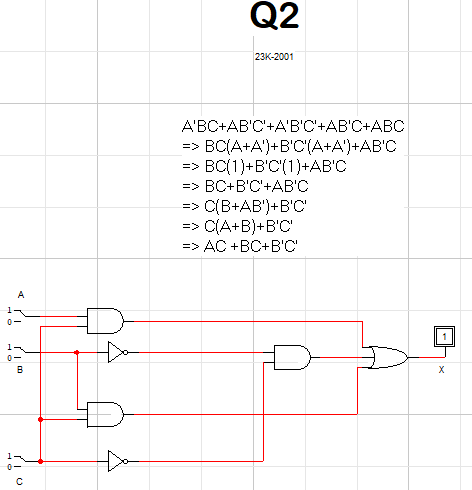 Q2
23K-2001
A'BC+AB'C'+A'B'C'+AB'C+ABC
=> BC(A+A')+B'C'(A+A')+AB'C
=> BC(1)+B'C'(1)+AB'C
=> BC+B'C'+AB'C
=> C(B+AB')+B'C'
=> C(A+B)+B'C'
=> AC +BC+B'C'
A
1
0
1
1
0
B
X
1
0
C